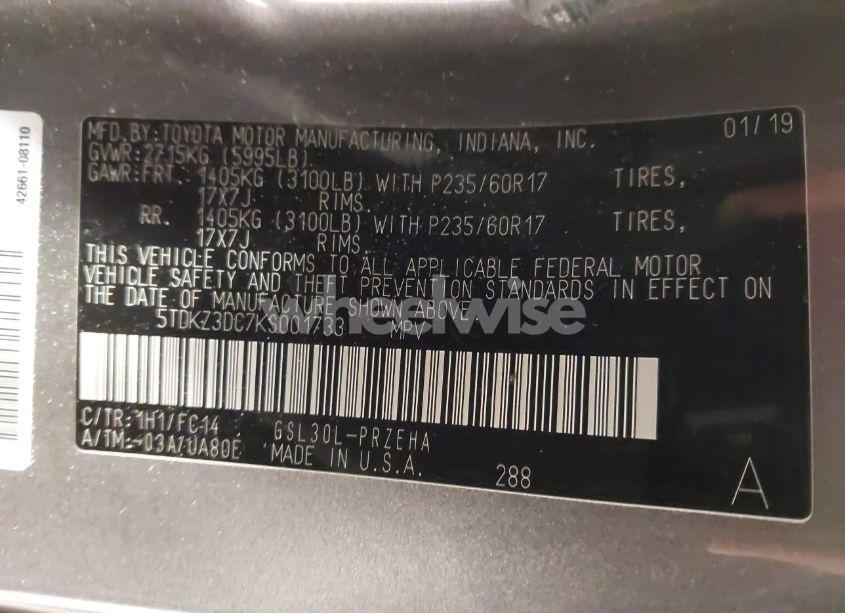 42661-08110
MFD. BY: TOYOTA MOTOR MANUFACTURING, INDIANA, INC. 01/19
GVWR: 2715KG (5995LB)
GAWR: FRT. 1405KG (3100LB) WITH P235/60R17 TIRES,
17X7J RIMS
RR. 1405KG (3100LB) WITH P235/60R17 TIRES,
17X7J RIMS
THIS VEHICLE CONFORMS TO ALL APPLICABLE FEDERAL MOTOR
VEHICLE SAFETY AND THEFT PREVENTION STANDARDS IN EFFECT ON
THE DATE OF MANUFACTURE SHOWN ABOVE.
wheelwise
5TDKZ3DC7KS001733 MPV
C/TR: 1H1/FC14 GSL30L-PRZEHA
A/TM: -03A/UA80E MADE IN U.S.A. 288 A